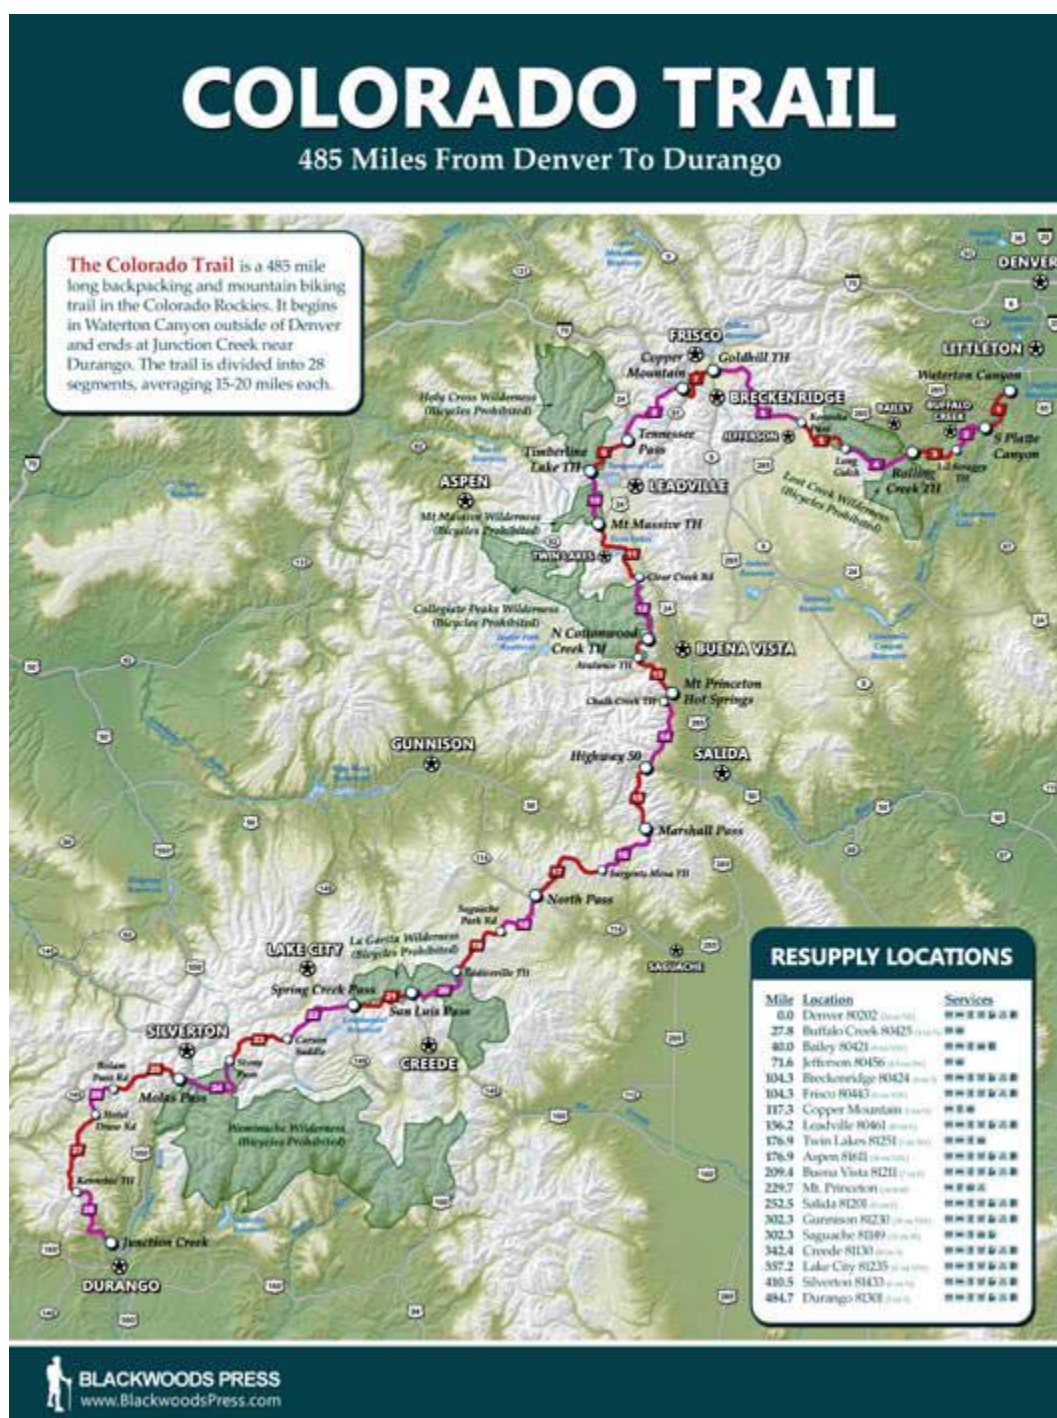 COLORADO TRAIL
485 Miles From Denver To Durango
The Colorado Trail is a 485 mile
long backpacking and mountain biking
trail in the Colorado Rockies. It begins
in Waterton Canyon outside of Denver
and ends at Junction Creek near
Durango. The trail is divided into 28
segments, averaging 15-20 miles each.
DENVER
LITTLETON
Waterton Canyon
FRISCO
Copper
Mountain
Goldhill TH
BRECKENRIDGE
BAILEY
BUFFALO
CREEK
JEFFERSON
Kenosha
Pass
Long
Gulch
Rolling
Creek TH
S Platte
Canyon
Lost Creek Wilderness
(Bicycles Prohibited)
Holy Cross Wilderness
(Bicycles Prohibited)
Tennessee
Pass
Timberline
Lake TH
LEADVILLE
ASPEN
Mt Massive Wilderness
(Bicycles Prohibited)
Mt Massive TH
TWIN LAKES
Clear Creek Rd
Collegiate Peaks Wilderness
(Bicycles Prohibited)
N Cottonwood
Creek TH
BUENA VISTA
Avalanche TH
Mt Princeton
Hot Springs
Chalk Creek TH
GUNNISON
Highway 50
SALIDA
Marshall Pass
Sargents Mesa TH
North Pass
Saguache
Park Rd
SAGUACHE
La Garita Wilderness
(Bicycles Prohibited)
LAKE CITY
Eddiesville TH
Spring Creek Pass
San Luis Pass
CREEDE
Carson
Saddle
SILVERTON
Stony
Pass
Molas Pass
Bolam
Pass Rd
Hotel
Draw Rd
Weminuche Wilderness
(Bicycles Prohibited)
Kennebec TH
Junction Creek
DURANGO
RESUPPLY LOCATIONS
Mile Location Services
0.0 Denver 80202
27.8 Buffalo Creek 80425
40.0 Bailey 80421
71.6 Jefferson 80456
104.3 Breckenridge 80424
104.3 Frisco 80443
117.3 Copper Mountain
156.2 Leadville 80461
176.9 Twin Lakes 81251
176.9 Aspen 81611
209.4 Buena Vista 81211
229.7 Mt. Princeton
252.5 Salida 81201
302.3 Gunnison 81230
302.3 Saguache 81149
342.4 Creede 81130
357.2 Lake City 81235
410.5 Silverton 81433
484.7 Durango 81301
BLACKWOODS PRESS
www.BlackwoodsPress.com